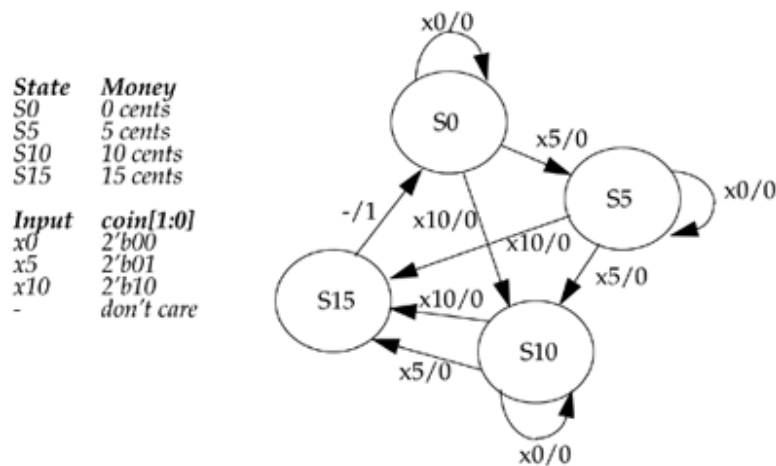 State Money
S0 0 cents
S5 5 cents
S10 10 cents
S15 15 cents
Input coin[1:0]
x0 2'b00
x5 2'b01
x10 2'b10
- don't care
x0/0
S0
x5/0
S5
x0/0
-/1
x10/0
x10/0
x5/0
S15
x10/0
S10
x5/0
x0/0